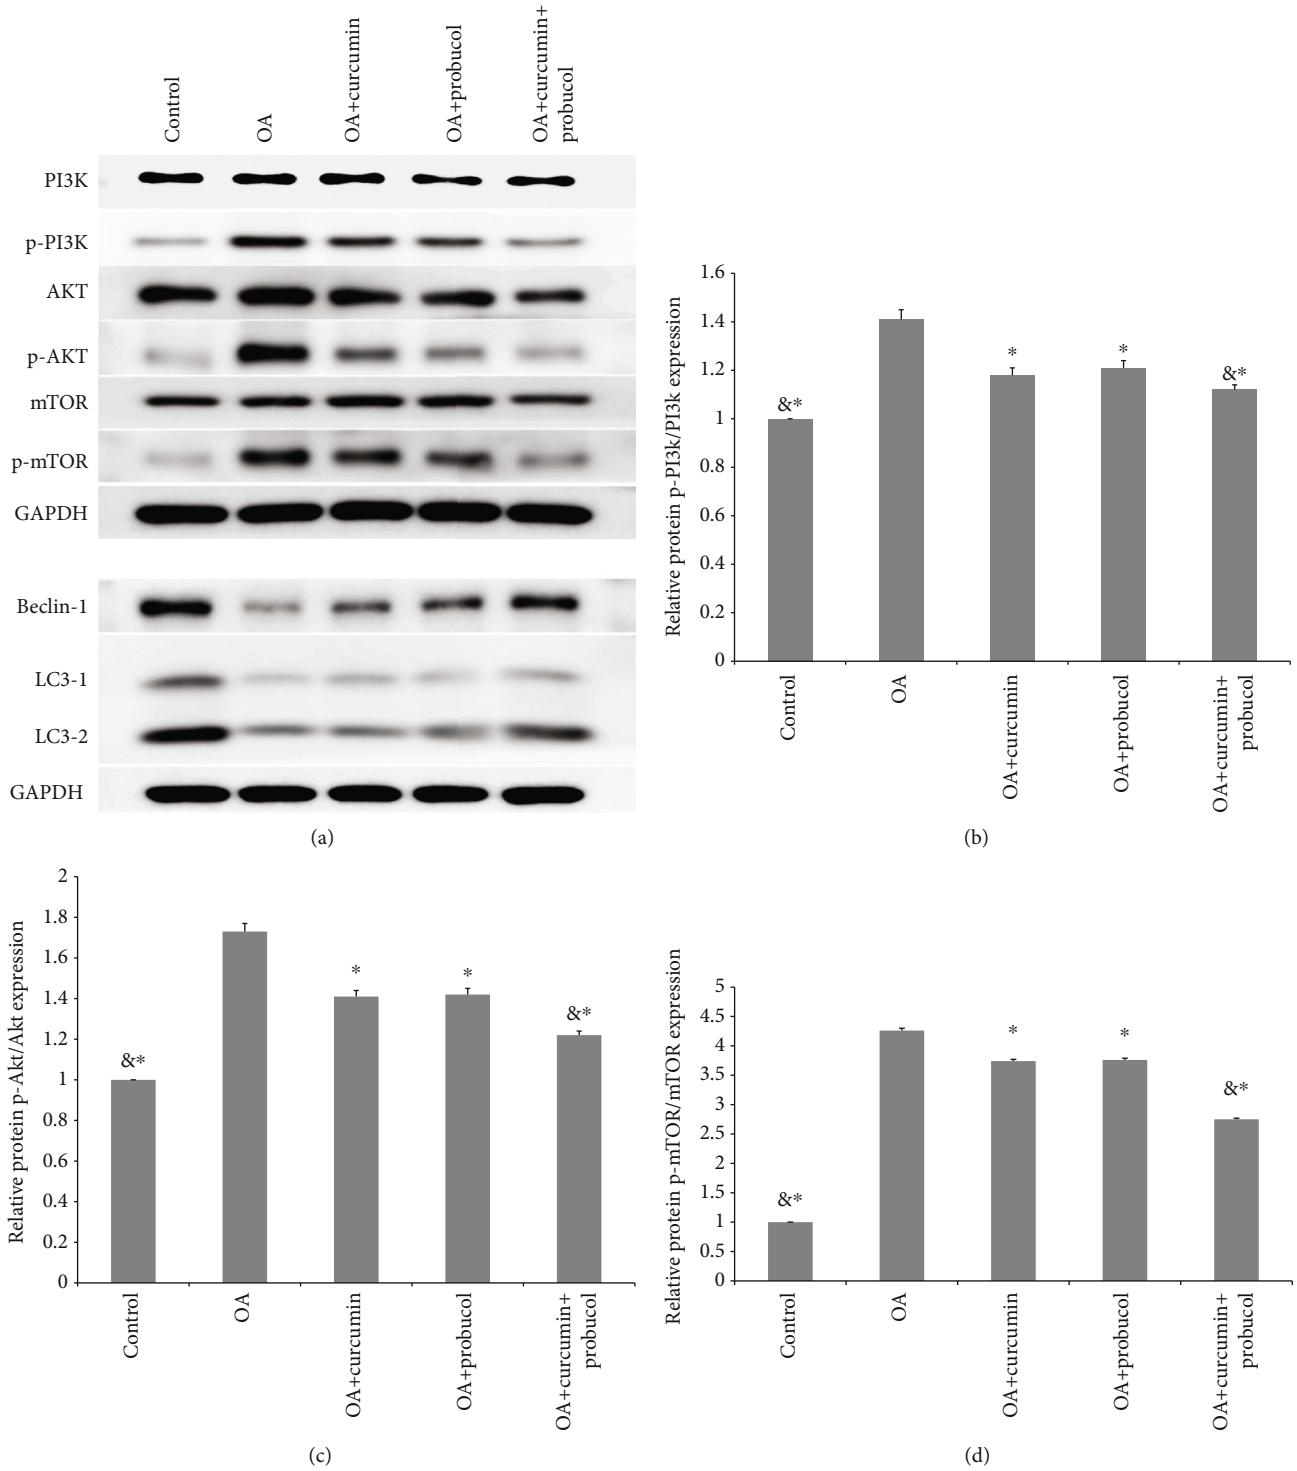 Control
OA
OA+curcumin
OA+probucol
OA+curcumin+
probucol
PI3K
p-PI3K
AKT
p-AKT
mTOR
p-mTOR
GAPDH
Beclin-1
LC3-1
LC3-2
GAPDH
(a)
Relative protein p-PI3k/PI3k expression
1.6
1.4
1.2
1
0.8
0.6
0.4
0.2
0
&*
*
*
&*
Control
OA
OA+curcumin
OA+probucol
OA+curcumin+
probucol
(b)
Relative protein p-Akt/Akt expression
2
1.8
1.6
1.4
1.2
1
0.8
0.6
0.4
0.2
0
&*
*
*
&*
Control
OA
OA+curcumin
OA+probucol
OA+curcumin+
probucol
(c)
Relative protein p-mTOR/mTOR expression
5
4.5
4
3.5
3
2.5
2
1.5
1
0.5
0
&*
*
*
&*
Control
OA
OA+curcumin
OA+probucol
OA+curcumin+
probucol
(d)